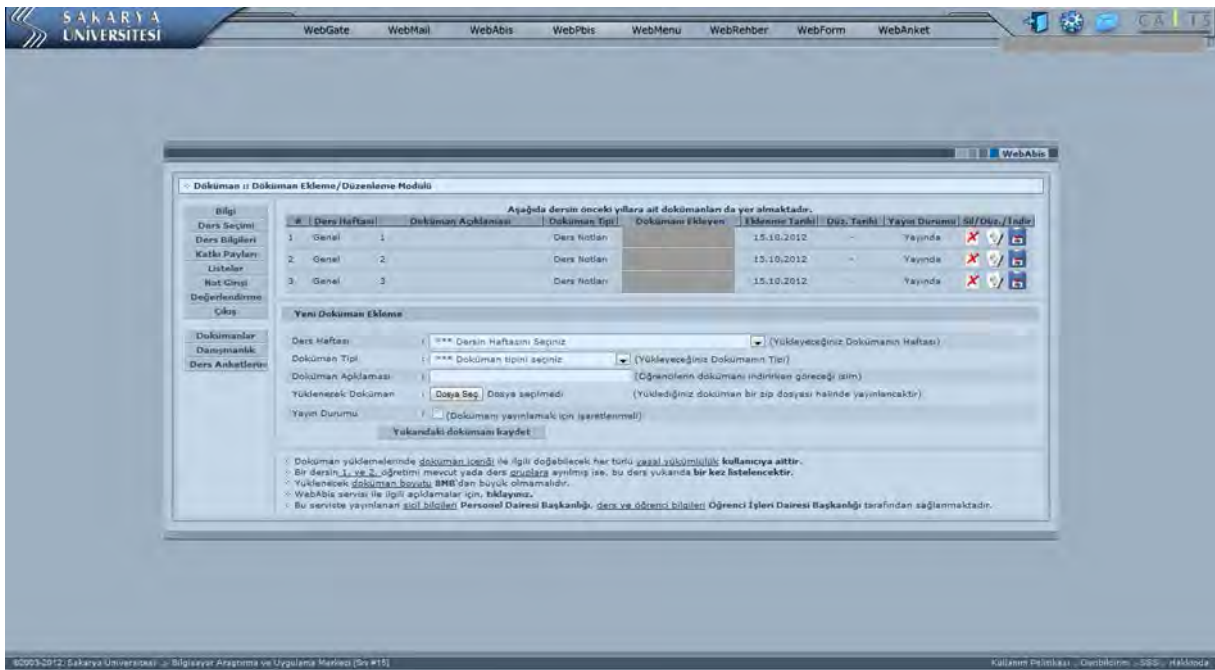 SAKARYA
ÜNİVERSİTESİ
WebGate WebMail WebAbis WebPbis WebMenu WebRehber WebForm WebAnket
WebAbis
Döküman :: Döküman Ekleme/Düzenleme Modülü
Bilgi
Ders Seçimi
Ders Bilgileri
Katkı Payları
Listeler
Not Girişi
Değerlendirme
Çıkış
Dokümanlar
Danışmanlık
Ders Anketleri
Aşağıda dersin önceki yıllara ait dokümanları da yer almaktadır.
# Ders Haftası Doküman Açıklaması Doküman Tipi Dokümanı Ekleyen Eklenme Tarihi Düz. Tarihi Yayın Durumu Sil/Düz./İndir
1 Genel 1 Ders Notları 15.10.2012 - Yayında
2 Genel 2 Ders Notları 15.10.2012 - Yayında
3 Genel 3 Ders Notları 15.10.2012 - Yayında
Yeni Doküman Ekleme
Ders Haftası : *** Dersin Haftasını Seçiniz (Yükleyeceğiniz Dokümanın Haftası)
Doküman Tipi : *** Doküman tipini seçiniz (Yükleyeceğiniz Dokümanın Tipi)
Doküman Açıklaması : (Öğrencilerin dokümanı indirirken göreceği isim)
Yüklenecek Doküman : Dosya Seç Dosya seçilmedi (Yüklediğiniz doküman bir zip dosyası halinde yayınlancaktır)
Yayın Durumu : (Dokümanı yayınlamak için işaretlenmeli)
Yukarıdaki dokümanı kaydet
Doküman yüklemelerinde doküman içeriği ile ilgili doğabilecek her türlü yasal yükümlülük kullanıcıya aittir.
Bir dersin 1. ve 2. öğretimi mevcut yada ders gruplara ayrılmış ise, bu ders yukarıda bir kez listelenecektir.
Yüklenecek doküman boyutu 8MB'dan büyük olmamalıdır.
WebAbis servisi ile ilgili açıklamalar için, tıklayınız.
Bu serviste yayınlanan sicil bilgileri Personel Dairesi Başkanlığı, ders ve öğrenci bilgileri Öğrenci İşleri Dairesi Başkanlığı tarafından sağlanmaktadır.
©2003-2012, Sakarya Üniversitesi .:. Bilgisayar Araştırma ve Uygulama Merkezi [Srv #15] Kullanım Politikası . Geribildirim . SSS . Hakkında